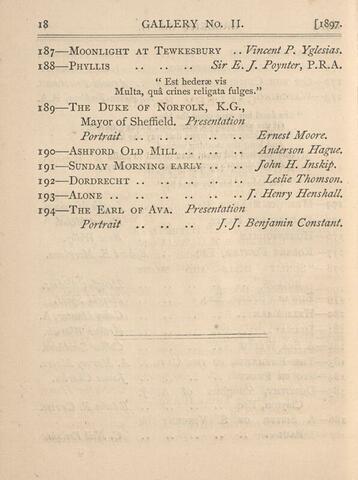 18 GALLERY No. II. [1897.
187—Moonlight at Tewkesbury .. Vincent P. Yglesias.
188—Phyllis .. .. .. Sir E. J. Poynter, P.R.A.
“ Est hederæ vis
Multa, quâ crines religata fulges.”
189—The Duke of Norfolk, K.G.,
Mayor of Sheffield. Presentation
Portrait .. .. .. .. Ernest Moore.
190—Ashford Old Mill .. .. Anderson Hague.
191—Sunday Morning early .. .. John H. Inskip.
192—Dordrecht .. .. .. .. Leslie Thomson.
193—Alone .. .. .. .. J. Henry Henshall.
194—The Earl of Ava. Presentation
Portrait .. .. .. J. J. Benjamin Constant.